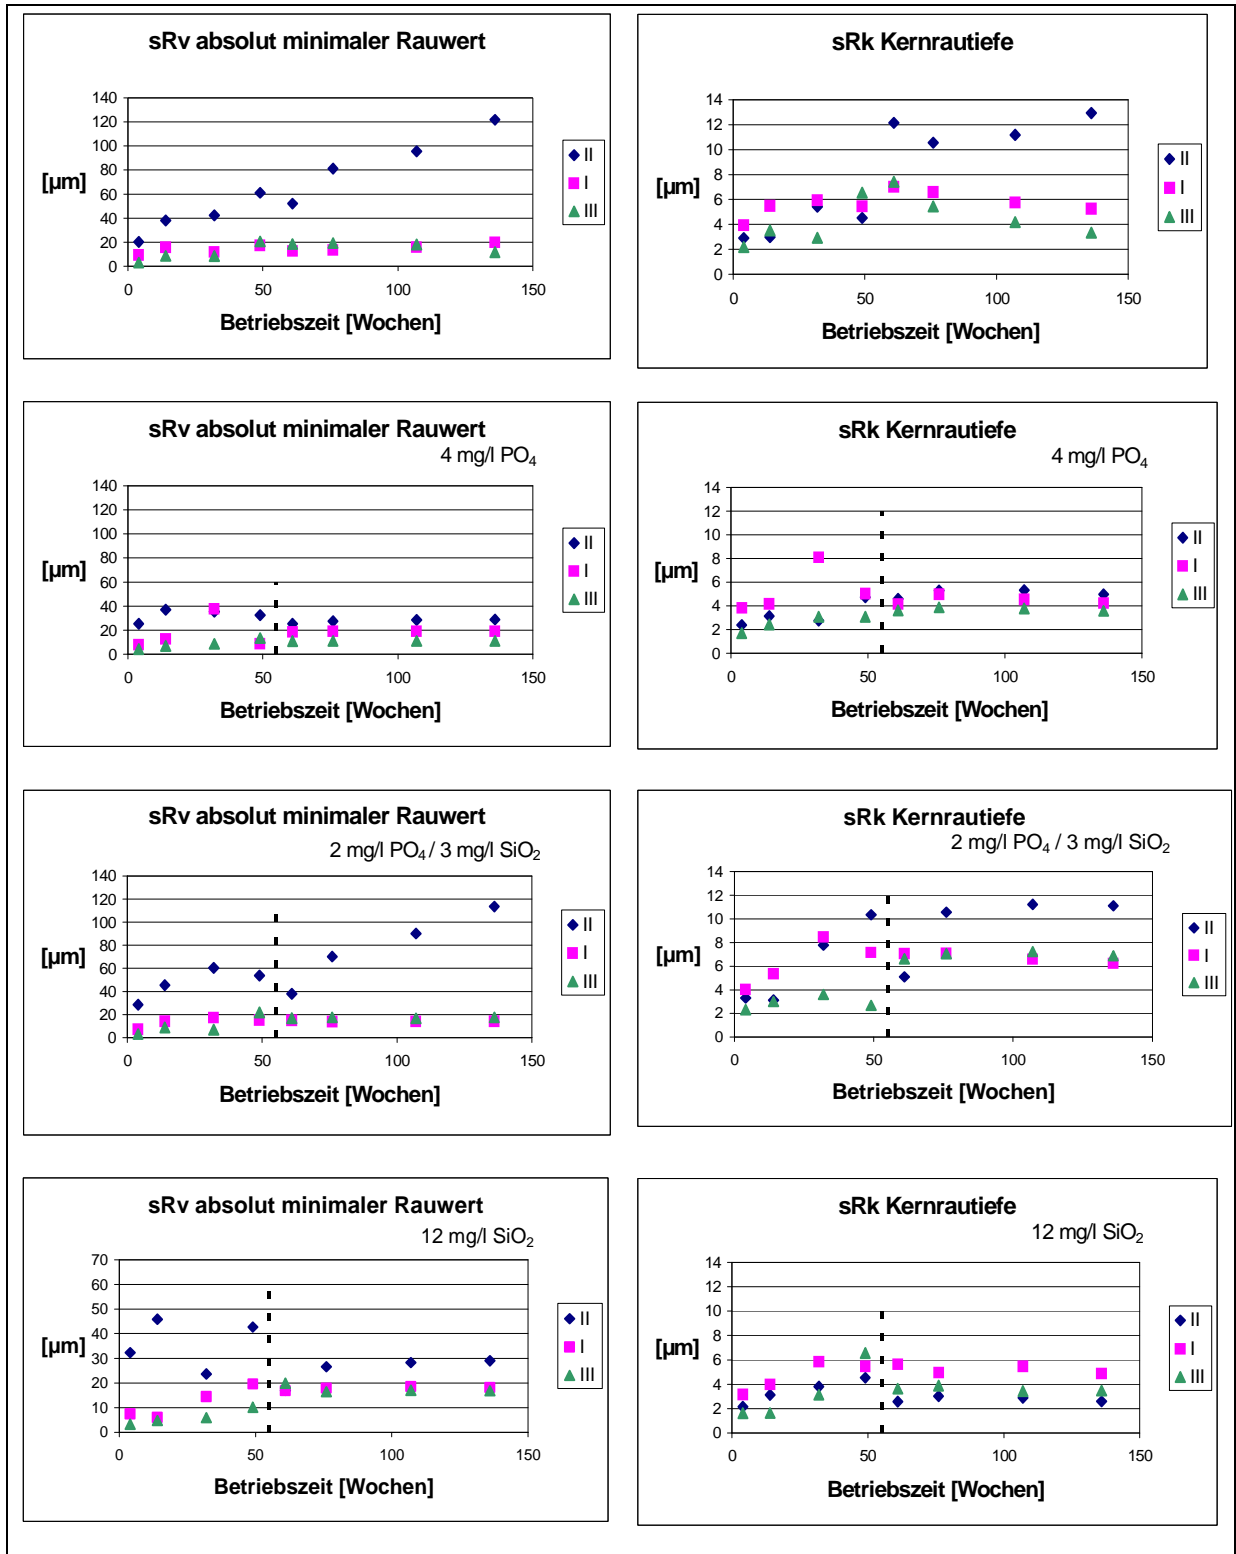 sRv absolut minimaler Rauwert
140
120
100
80
60
40
20
0
[µm]
0 50 100 150
Betriebszeit [Wochen]
II
I
III
sRk Kernrautiefe
14
12
10
8
6
4
2
0
[µm]
0 50 100 150
Betriebszeit [Wochen]
II
I
III
sRv absolut minimaler Rauwert
4 mg/l PO₄
140
120
100
80
60
40
20
0
[µm]
0 50 100 150
Betriebszeit [Wochen]
II
I
III
sRk Kernrautiefe
4 mg/l PO₄
14
12
10
8
6
4
2
0
[µm]
0 50 100 150
Betriebszeit [Wochen]
II
I
III
sRv absolut minimaler Rauwert
2 mg/l PO₄ / 3 mg/l SiO₂
140
120
100
80
60
40
20
0
[µm]
0 50 100 150
Betriebszeit [Wochen]
II
I
III
sRk Kernrautiefe
2 mg/l PO₄ / 3 mg/l SiO₂
14
12
10
8
6
4
2
0
[µm]
0 50 100 150
Betriebszeit [Wochen]
II
I
III
sRv absolut minimaler Rauwert
12 mg/l SiO₂
70
60
50
40
30
20
10
0
[µm]
0 50 100 150
Betriebszeit [Wochen]
II
I
III
sRk Kernrautiefe
12 mg/l SiO₂
14
12
10
8
6
4
2
0
[µm]
0 50 100 150
Betriebszeit [Wochen]
II
I
III